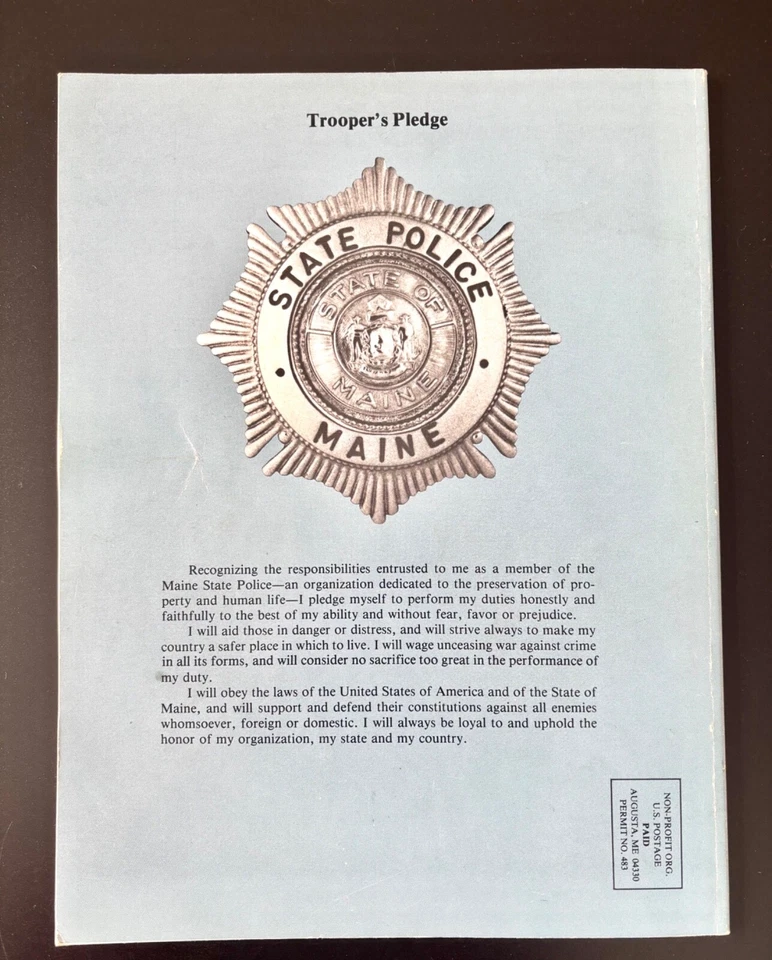 Trooper's Pledge
STATE POLICE
STATE OF
MAINE
MAINE
Recognizing the responsibilities entrusted to me as a member of the
Maine State Police—an organization dedicated to the preservation of pro-
perty and human life—I pledge myself to perform my duties honestly and
faithfully to the best of my ability and without fear, favor or prejudice.
I will aid those in danger or distress, and will strive always to make my
country a safer place in which to live. I will wage unceasing war against crime
in all its forms, and will consider no sacrifice too great in the performance of
my duty.
I will obey the laws of the United States of America and of the State of
Maine, and will support and defend their constitutions against all enemies
whomsoever, foreign or domestic. I will always be loyal to and uphold the
honor of my organization, my state and my country.
NON-PROFIT ORG.
U.S. POSTAGE
PAID
AUGUSTA, ME 04330
PERMIT NO. 483